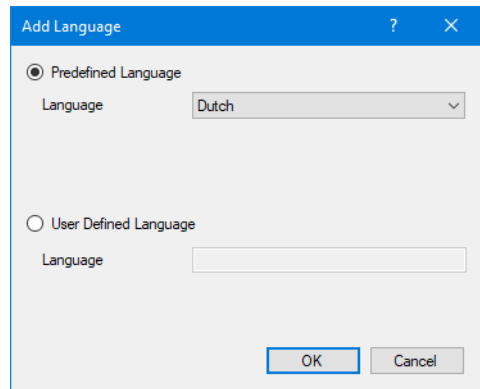 Add Language ?
Predefined Language
Language Dutch
User Defined Language
Language
OK Cancel